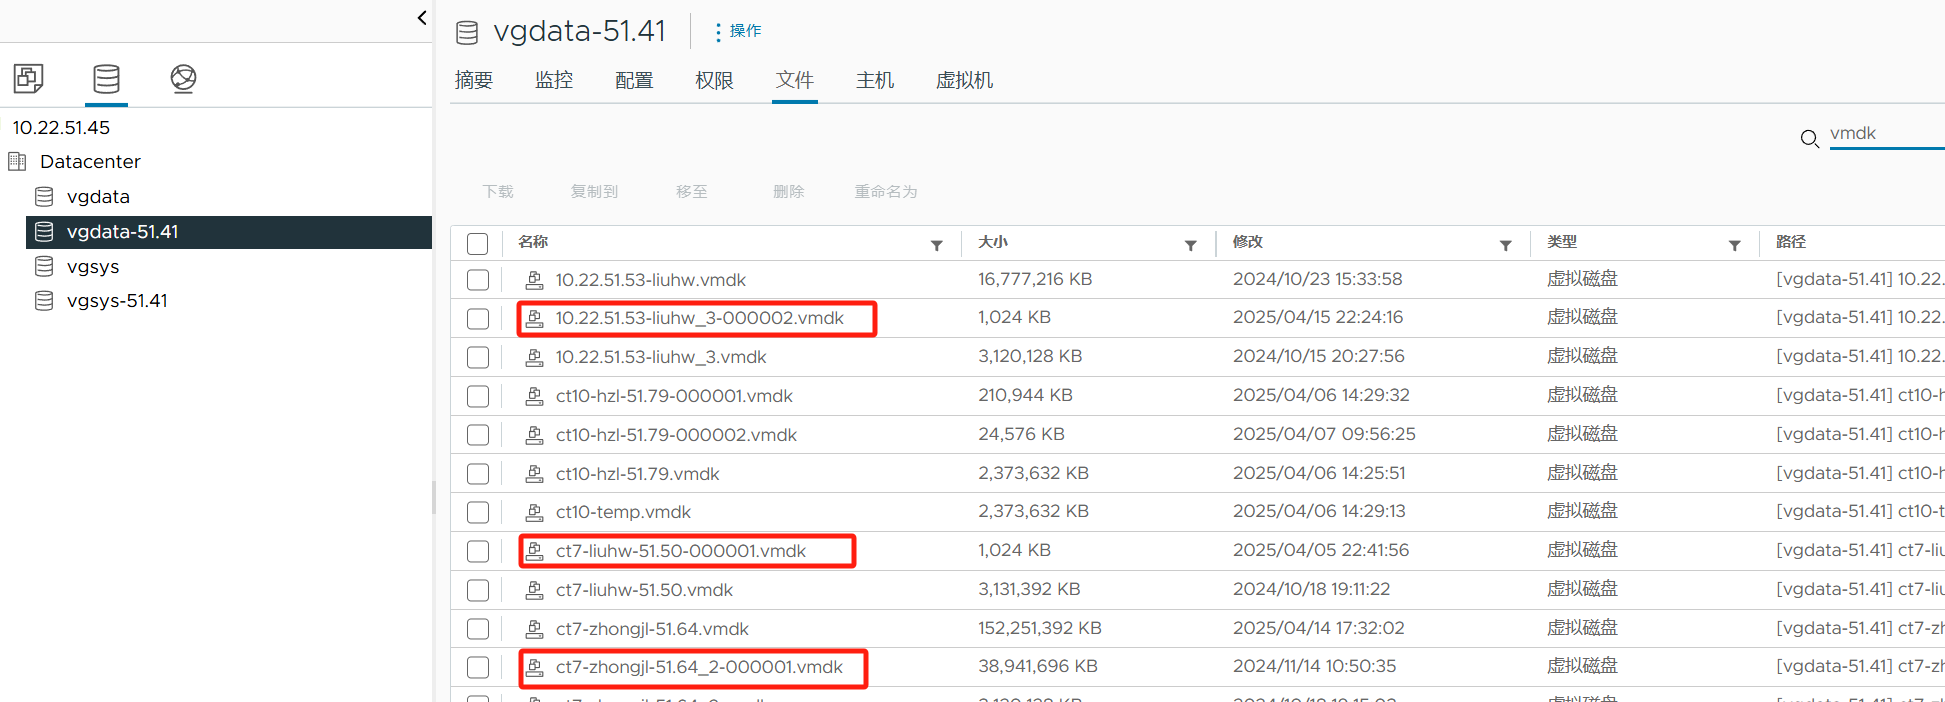 vgdata-51.41
操作
摘要 监控 配置 权限 文件 主机 虚拟机
10.22.51.45
Datacenter
vgdata
vgdata-51.41
vgsys
vgsys-51.41
vmdk
下载 复制到 移至 删除 重命名为
名称 大小 修改 类型 路径
10.22.51.53-liuhw.vmdk 16,777,216 KB 2024/10/23 15:33:58 虚拟磁盘 [vgdata-51.41] 10.22.
10.22.51.53-liuhw_3-000002.vmdk 1,024 KB 2025/04/15 22:24:16 虚拟磁盘 [vgdata-51.41] 10.22.
10.22.51.53-liuhw_3.vmdk 3,120,128 KB 2024/10/15 20:27:56 虚拟磁盘 [vgdata-51.41] 10.22.
ct10-hzl-51.79-000001.vmdk 210,944 KB 2025/04/06 14:29:32 虚拟磁盘 [vgdata-51.41] ct10-h
ct10-hzl-51.79-000002.vmdk 24,576 KB 2025/04/07 09:56:25 虚拟磁盘 [vgdata-51.41] ct10-h
ct10-hzl-51.79.vmdk 2,373,632 KB 2025/04/06 14:25:51 虚拟磁盘 [vgdata-51.41] ct10-h
ct10-temp.vmdk 2,373,632 KB 2025/04/06 14:29:13 虚拟磁盘 [vgdata-51.41] ct10-t
ct7-liuhw-51.50-000001.vmdk 1,024 KB 2025/04/05 22:41:56 虚拟磁盘 [vgdata-51.41] ct7-liu
ct7-liuhw-51.50.vmdk 3,131,392 KB 2024/10/18 19:11:22 虚拟磁盘 [vgdata-51.41] ct7-liu
ct7-zhongjl-51.64.vmdk 152,251,392 KB 2025/04/14 17:32:02 虚拟磁盘 [vgdata-51.41] ct7-zh
ct7-zhongjl-51.64_2-000001.vmdk 38,941,696 KB 2024/11/14 10:50:35 虚拟磁盘 [vgdata-51.41] ct7-zh